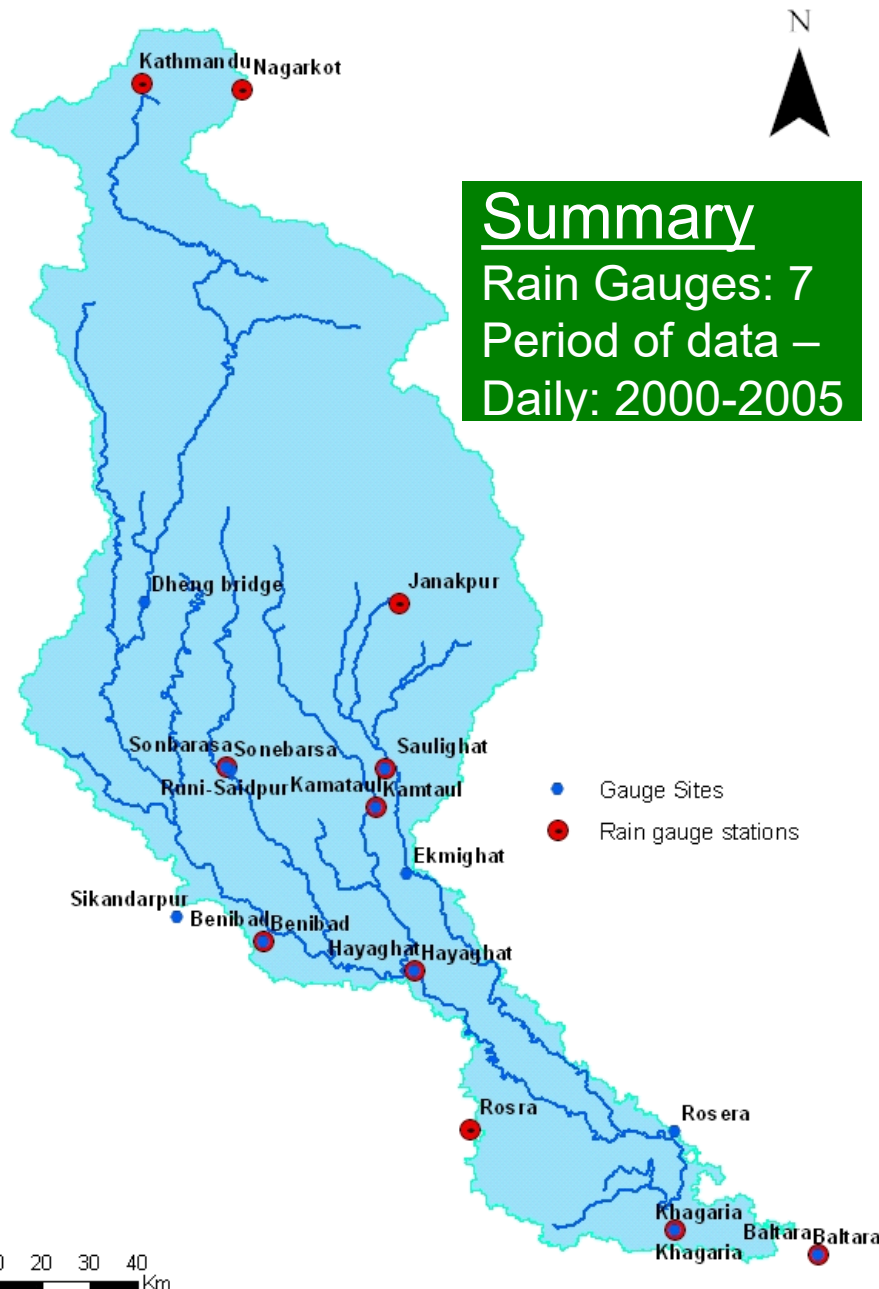 N
Kathmandu
Nagarkot
Summary
Rain Gauges: 7
Period of data –
Daily: 2000-2005
Dheng bridge
Janakpur
Sonbarasa
Sonebarsa
Saulighat
Runi-Saidpur
Kamataul
Kamtaul
Gauge Sites
Rain gauge stations
Ekmighat
Sikandarpur
Benibad
Benibad
Hayaghat
Hayaghat
Rosra
Rosera
Khagaria
Khagaria
Baltara
Baltara
0 20 30 40
Km